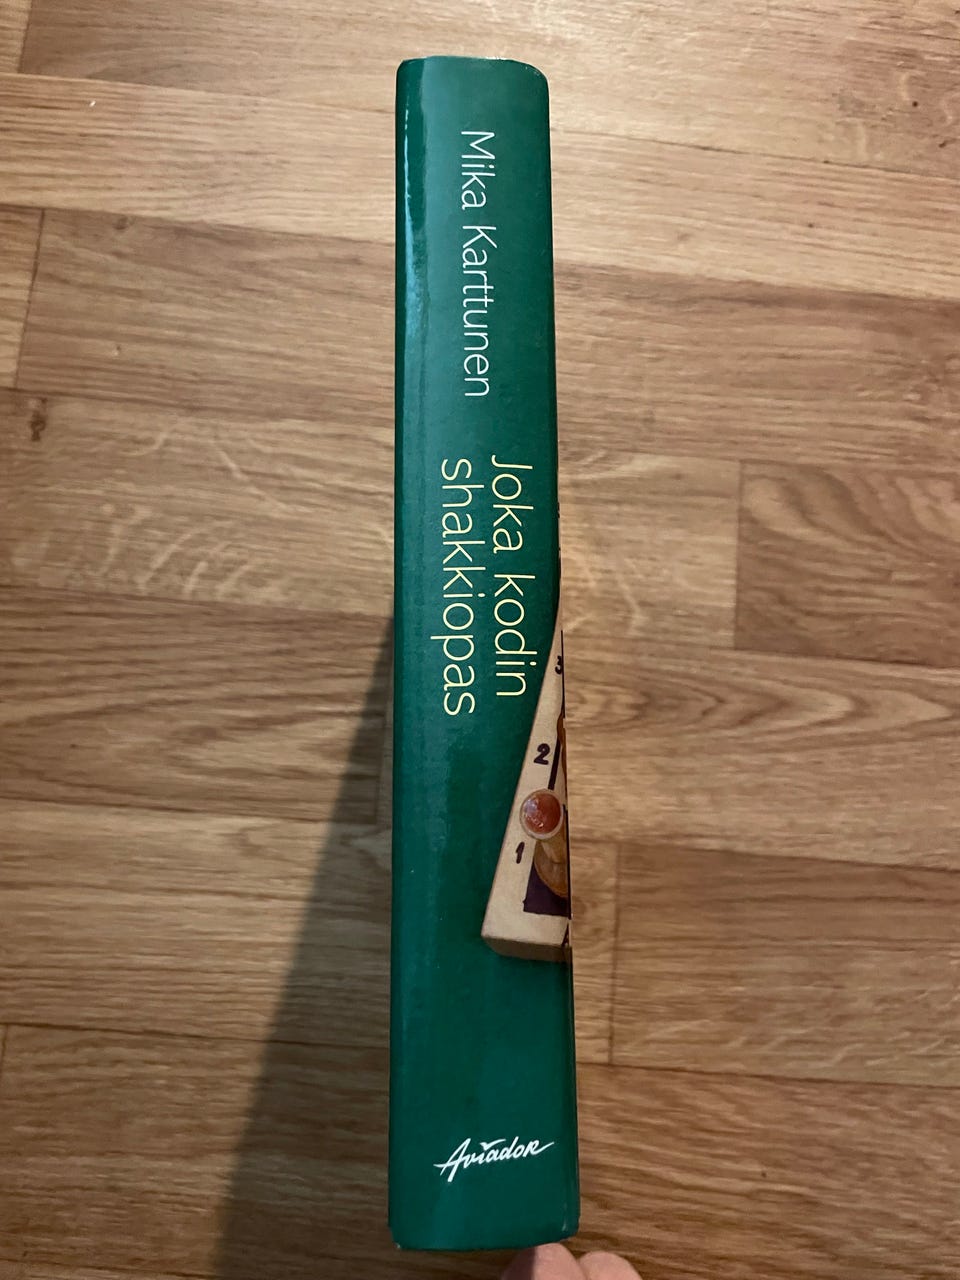 Mika Karttunen
Joka kodin
shakkiopas
3
2
1
Aviador